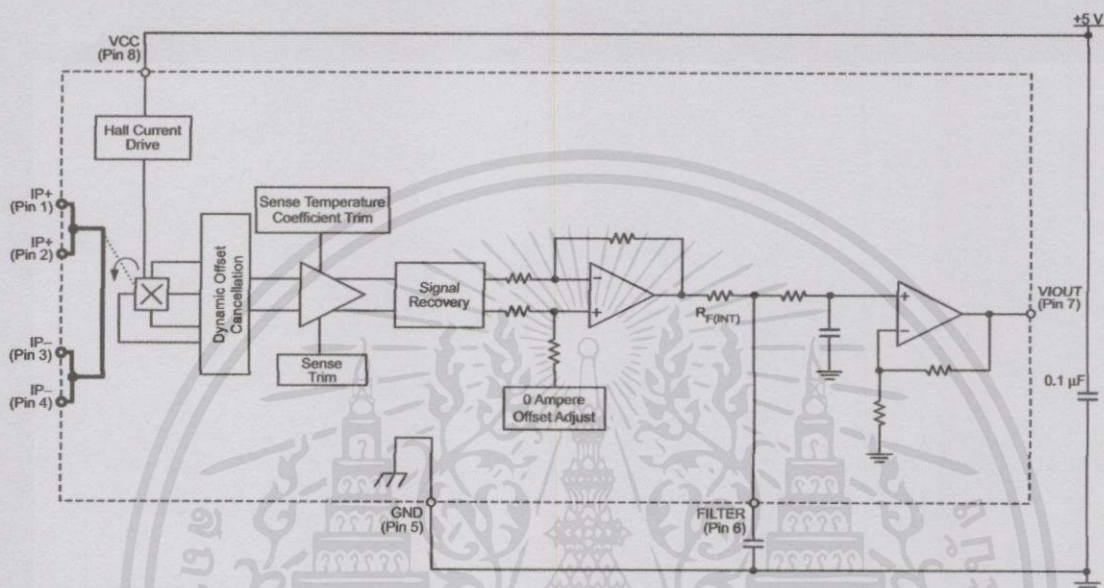 +5 V
VCC
(Pin 8)
Hall Current
Drive
IP+
(Pin 1)
IP+
(Pin 2)
IP−
(Pin 3)
IP−
(Pin 4)
Dynamic Offset
Cancellation
Sense Temperature
Coefficient Trim
Sense
Trim
Signal
Recovery
0 Ampere
Offset Adjust
RF(INT)
VIOUT
(Pin 7)
0.1 µF
GND
(Pin 5)
FILTER
(Pin 6)